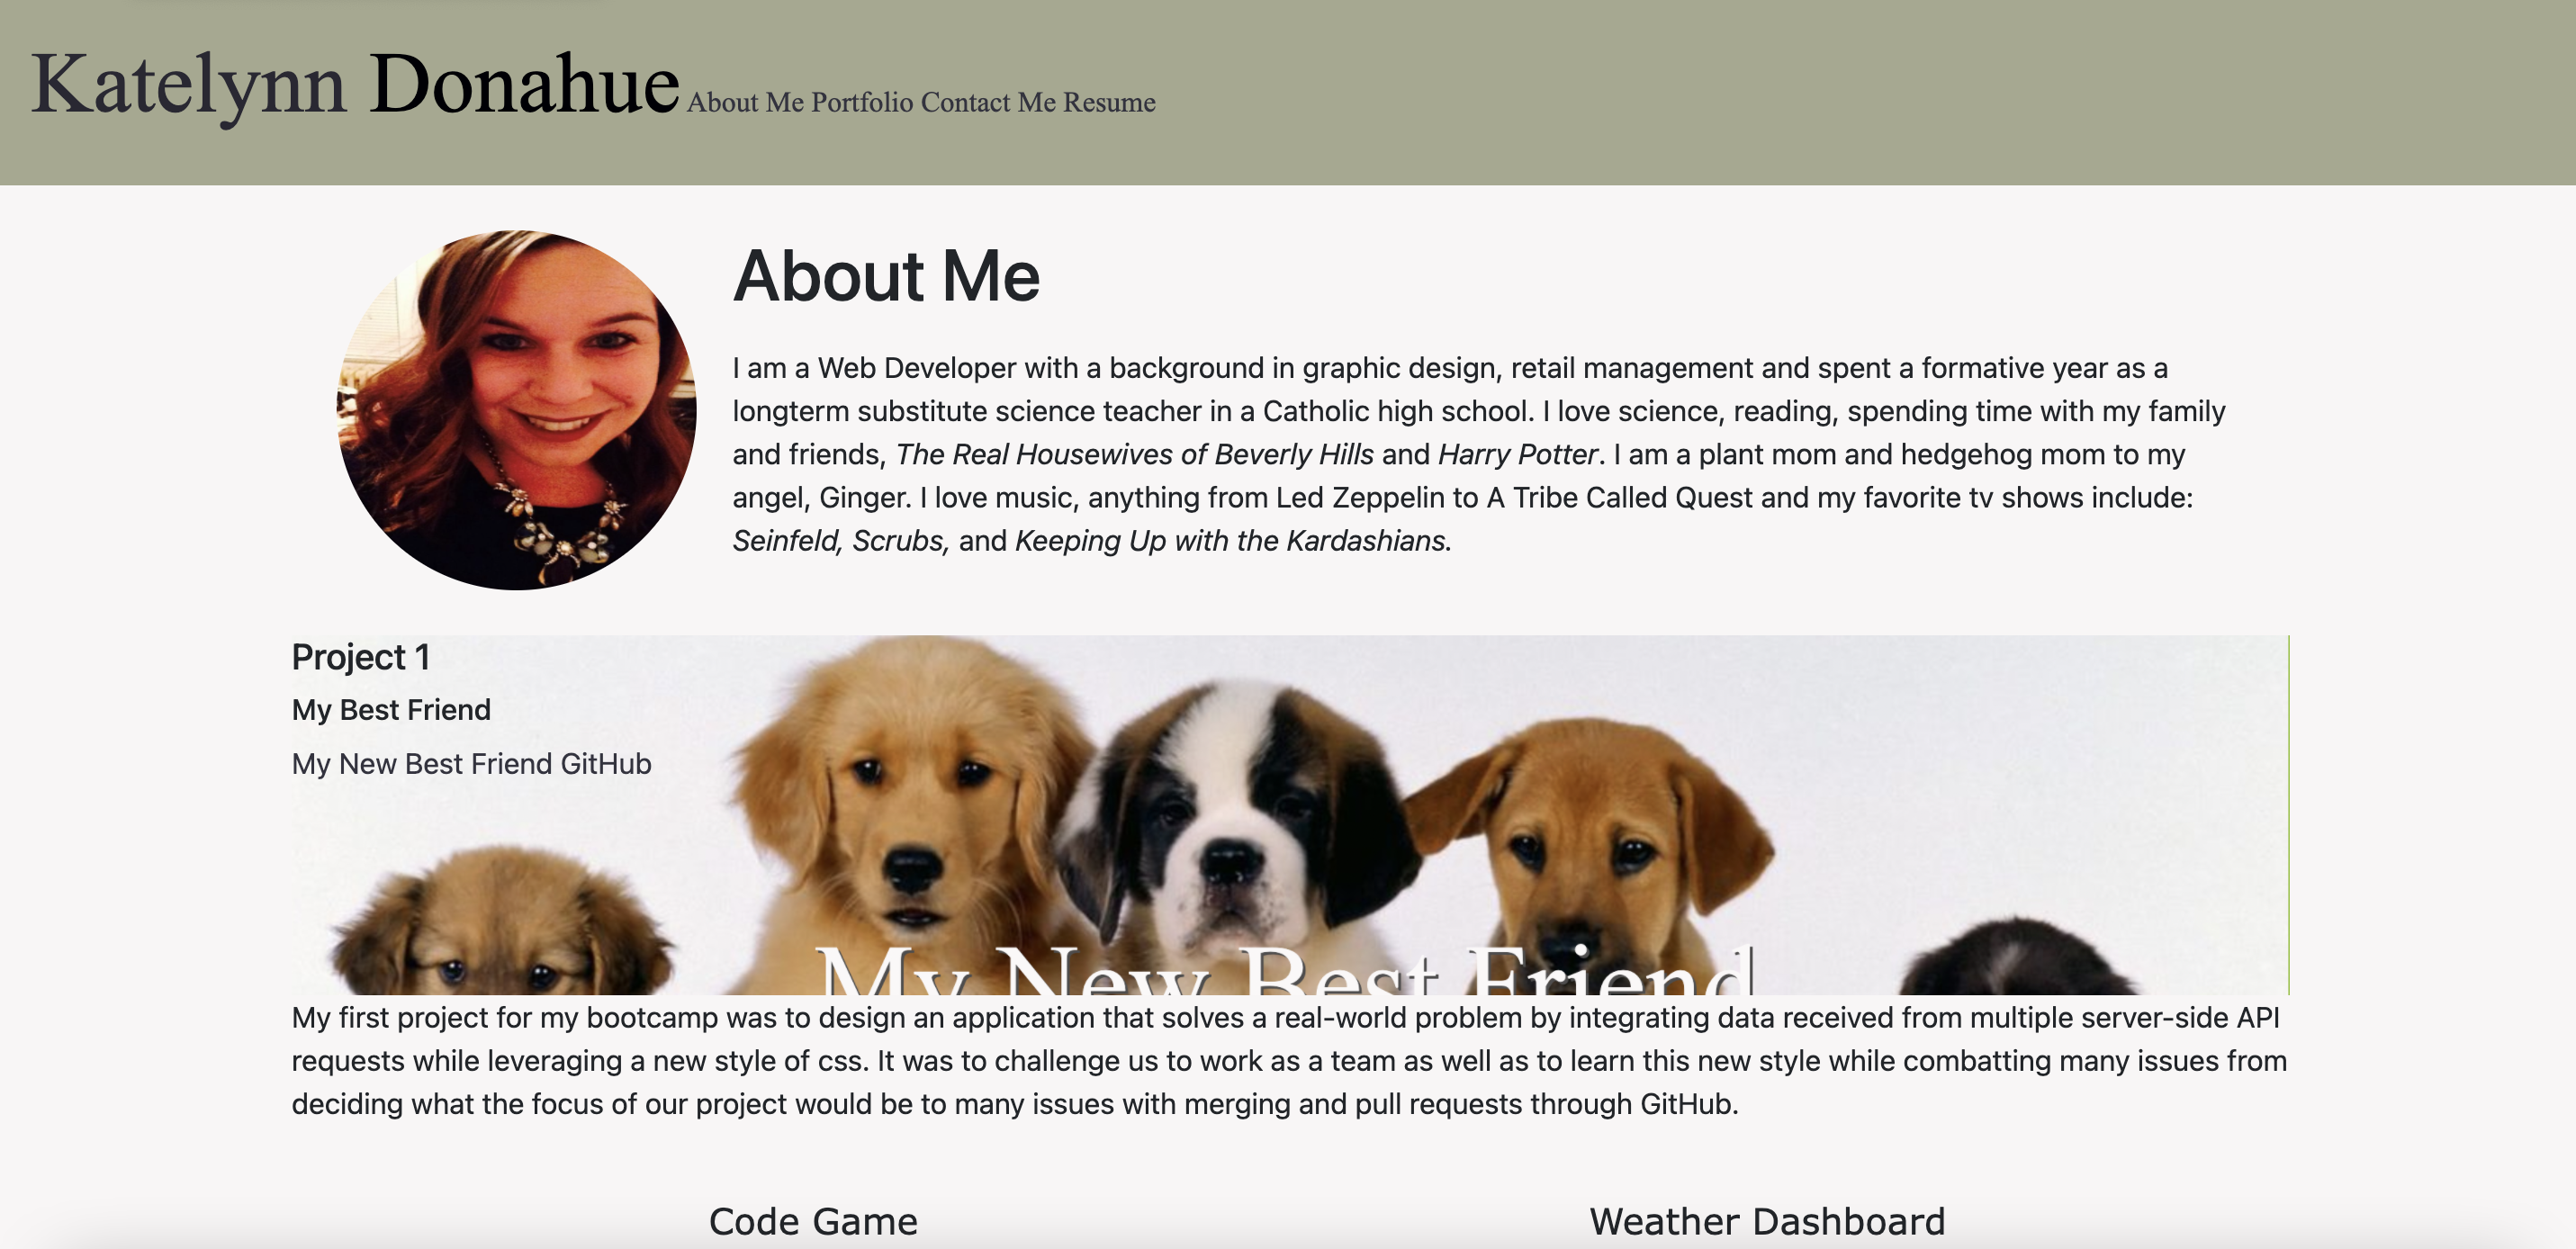 Katelynn Donahue About Me Portfolio Contact Me Resume
About Me
I am a Web Developer with a background in graphic design, retail management and spent a formative year as a
longterm substitute science teacher in a Catholic high school. I love science, reading, spending time with my family
and friends, The Real Housewives of Beverly Hills and Harry Potter. I am a plant mom and hedgehog mom to my
angel, Ginger. I love music, anything from Led Zeppelin to A Tribe Called Quest and my favorite tv shows include:
Seinfeld, Scrubs, and Keeping Up with the Kardashians.
Project 1
My Best Friend
My New Best Friend GitHub
My New Best Friend
My first project for my bootcamp was to design an application that solves a real-world problem by integrating data received from multiple server-side API
requests while leveraging a new style of css. It was to challenge us to work as a team as well as to learn this new style while combatting many issues from
deciding what the focus of our project would be to many issues with merging and pull requests through GitHub.
Code Game
Weather Dashboard